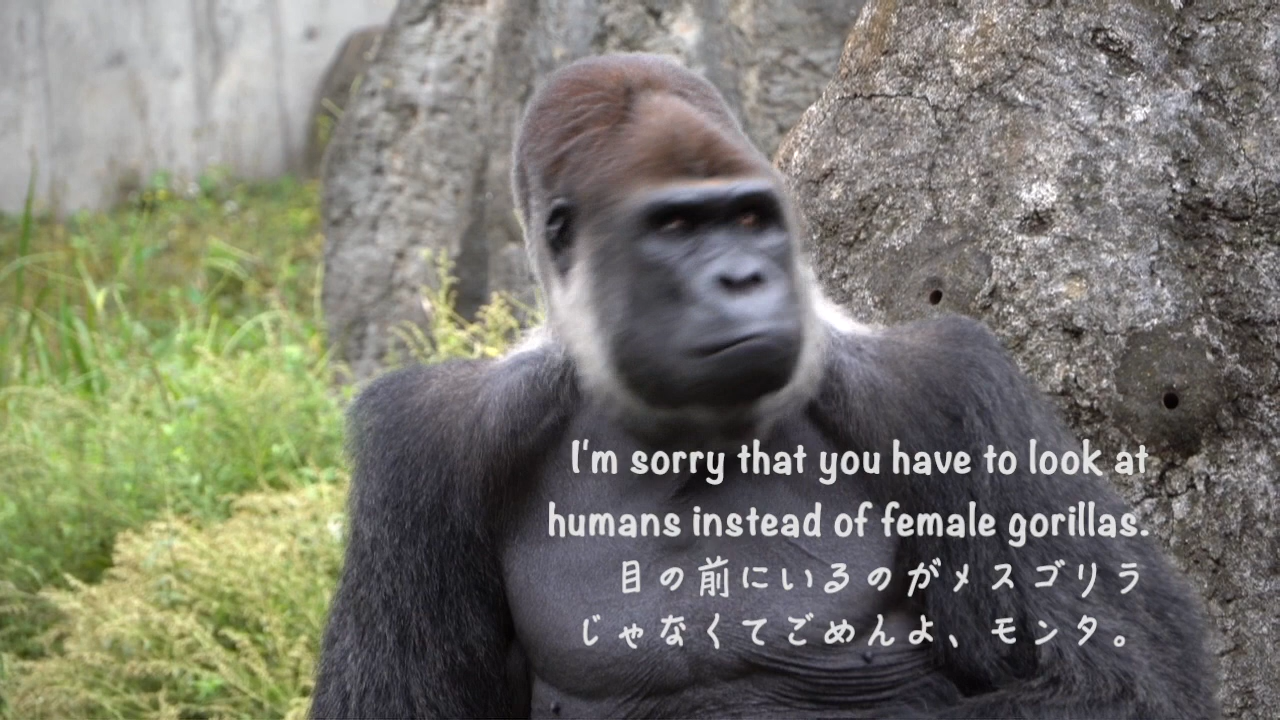 I'm sorry that you have to look at
humans instead of female gorillas.
目の前にいるのがメスゴリラ
じゃなくてごめんよ、モンタ。